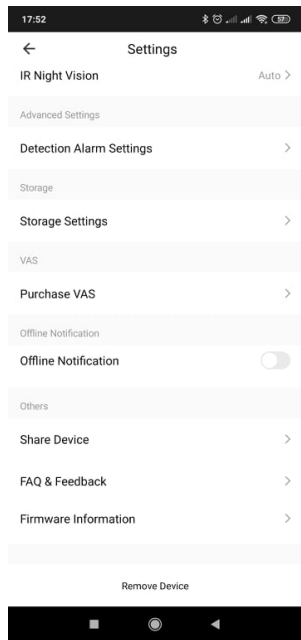 17:52
57
Settings
IR Night Vision
Auto
Advanced Settings
Detection Alarm Settings
Storage
Storage Settings
VAS
Purchase VAS
Offline Notification
Offline Notification
Others
Share Device
FAQ & Feedback
Firmware Information
Remove Device